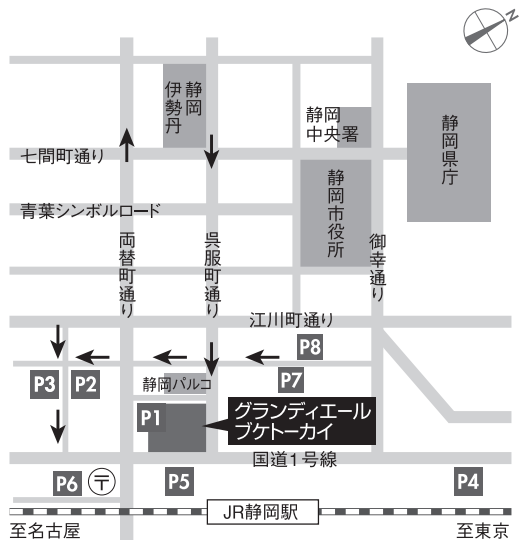 N
静岡
伊勢丹
静岡
中央署
静岡県庁
七間町通り
静岡市役所
青葉シンボルロード
両替町通り
呉服町通り
御幸通り
江川町通り
P8
P3
P2
静岡パルコ
P7
P1
グランディエール
ブケトーカイ
国道1号線
P6
〒
P5
P4
JR静岡駅
至名古屋
至東京